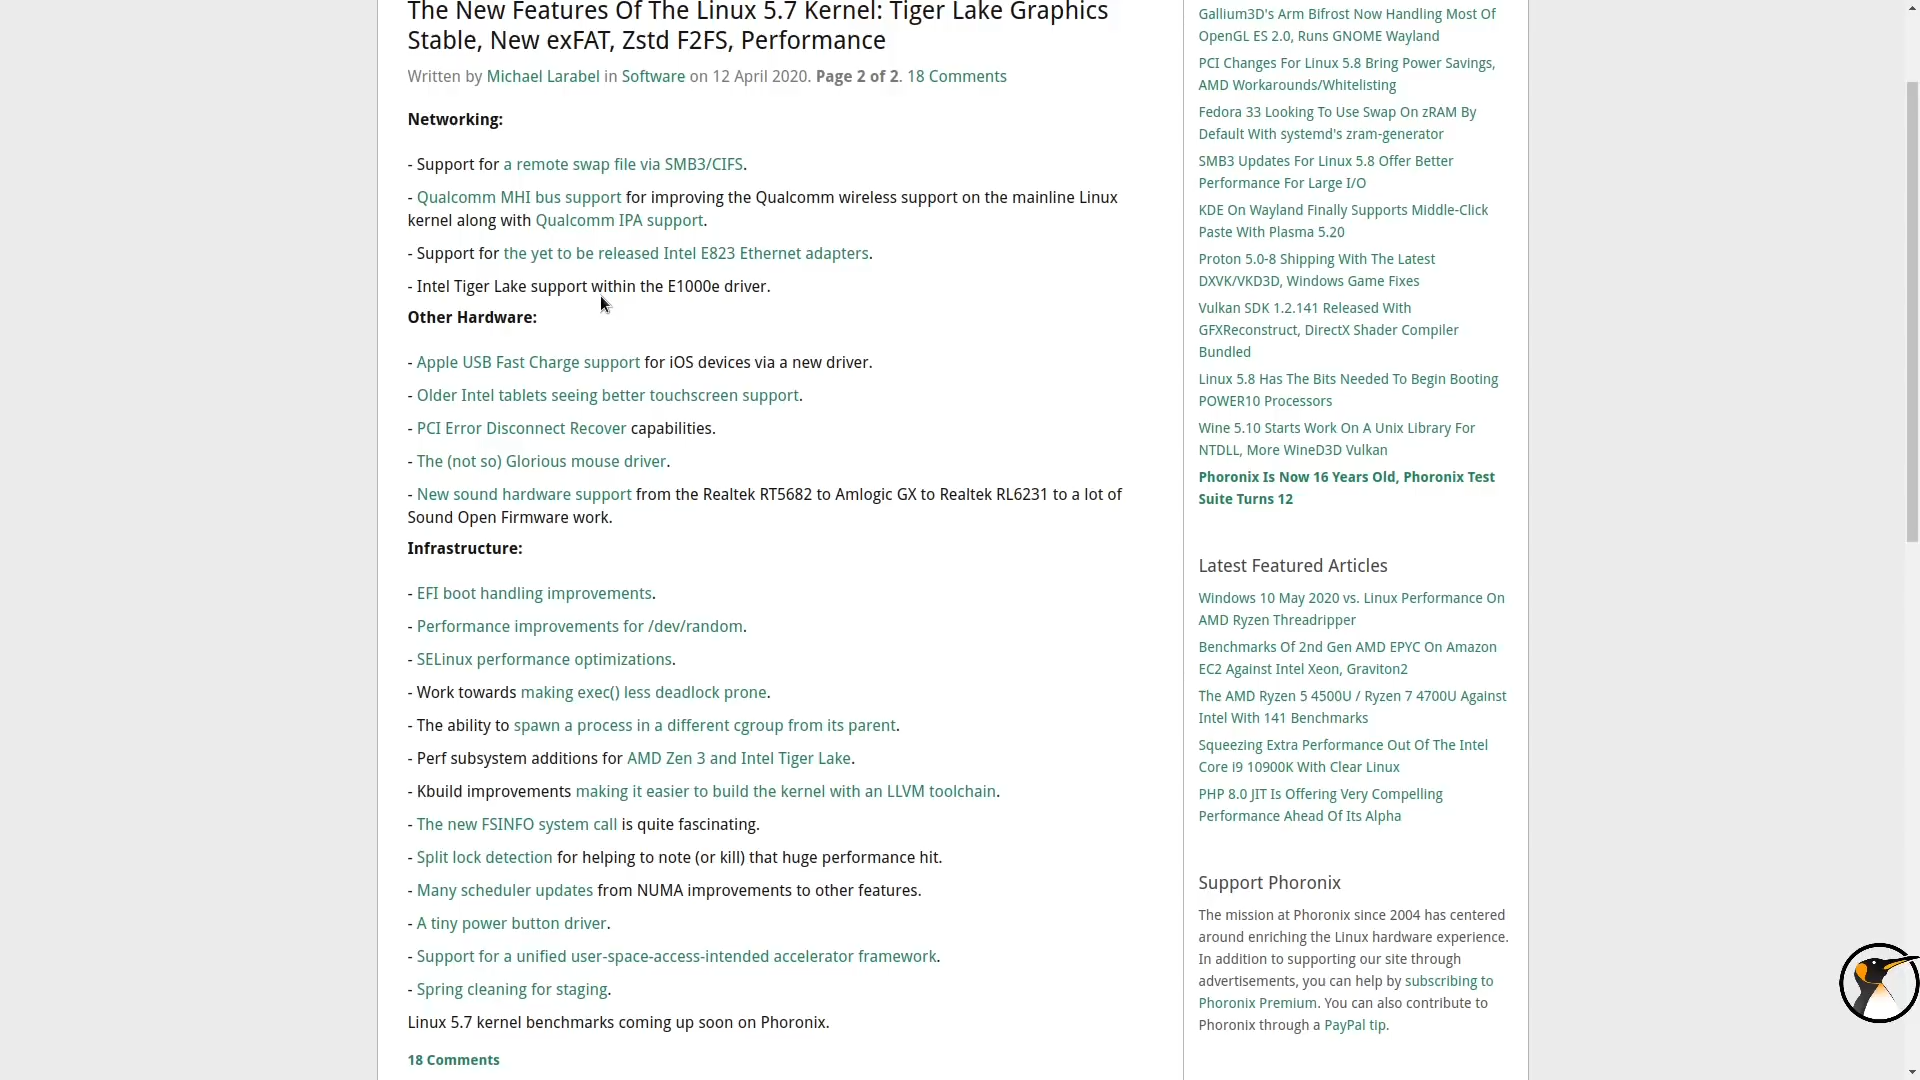 The New Features Of The Linux 5.7 Kernel: Tiger Lake Graphics
Stable, New exFAT, Zstd F2FS, Performance
Written by Michael Larabel in Software on 12 April 2020. Page 2 of 2. 18 Comments
Networking:
- Support for a remote swap file via SMB3/CIFS.
- Qualcomm MHI bus support for improving the Qualcomm wireless support on the mainline Linux
kernel along with Qualcomm IPA support.
- Support for the yet to be released Intel E823 Ethernet adapters.
- Intel Tiger Lake support within the E1000e driver.
Other Hardware:
- Apple USB Fast Charge support for iOS devices via a new driver.
- Older Intel tablets seeing better touchscreen support.
- PCI Error Disconnect Recover capabilities.
- The (not so) Glorious mouse driver.
- New sound hardware support from the Realtek RT5682 to Amlogic GX to Realtek RL6231 to a lot of
Sound Open Firmware work.
Infrastructure:
- EFI boot handling improvements.
- Performance improvements for /dev/random.
- SELinux performance optimizations.
- Work towards making exec() less deadlock prone.
- The ability to spawn a process in a different cgroup from its parent.
- Perf subsystem additions for AMD Zen 3 and Intel Tiger Lake.
- Kbuild improvements making it easier to build the kernel with an LLVM toolchain.
- The new FSINFO system call is quite fascinating.
- Split lock detection for helping to note (or kill) that huge performance hit.
- Many scheduler updates from NUMA improvements to other features.
- A tiny power button driver.
- Support for a unified user-space-access-intended accelerator framework.
- Spring cleaning for staging.
Linux 5.7 kernel benchmarks coming up soon on Phoronix.
18 Comments
Gallium3D's Arm Bifrost Now Handling Most Of
OpenGL ES 2.0, Runs GNOME Wayland
PCI Changes For Linux 5.8 Bring Power Savings,
AMD Workarounds/Whitelisting
Fedora 33 Looking To Use Swap On zRAM By
Default With systemd's zram-generator
SMB3 Updates For Linux 5.8 Offer Better
Performance For Large I/O
KDE On Wayland Finally Supports Middle-Click
Paste With Plasma 5.20
Proton 5.0-8 Shipping With The Latest
DXVK/VKD3D, Windows Game Fixes
Vulkan SDK 1.2.141 Released With
GFXReconstruct, DirectX Shader Compiler
Bundled
Linux 5.8 Has The Bits Needed To Begin Booting
POWER10 Processors
Wine 5.10 Starts Work On A Unix Library For
NTDLL, More WineD3D Vulkan
Phoronix Is Now 16 Years Old, Phoronix Test
Suite Turns 12
Latest Featured Articles
Windows 10 May 2020 vs. Linux Performance On
AMD Ryzen Threadripper
Benchmarks Of 2nd Gen AMD EPYC On Amazon
EC2 Against Intel Xeon, Graviton2
The AMD Ryzen 5 4500U / Ryzen 7 4700U Against
Intel With 141 Benchmarks
Squeezing Extra Performance Out Of The Intel
Core i9 10900K With Clear Linux
PHP 8.0 JIT Is Offering Very Compelling
Performance Ahead Of Its Alpha
Support Phoronix
The mission at Phoronix since 2004 has centered
around enriching the Linux hardware experience.
In addition to supporting our site through
advertisements, you can help by subscribing to
Phoronix Premium. You can also contribute to
Phoronix through a PayPal tip.